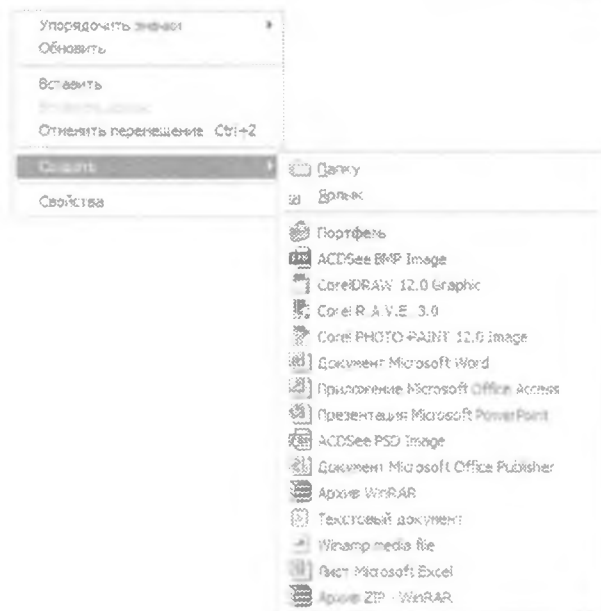 Упорядочить значки
Обновить
Вставить
Отменить перемещение Ctrl+Z
Создать
Свойства
Папку
Ярлык
Портфель
ACDSee BMP Image
CorelDRAW 12.0 Graphic
Corel R.A.V.E. 3.0
Corel PHOTO-PAINT 12.0 Image
Документ Microsoft Word
Приложение Microsoft Office Access
Презентация Microsoft PowerPoint
ACDSee PSD Image
Документ Microsoft Office Publisher
Архив WinRAR
Текстовый документ
Winamp media file
Лист Microsoft Excel
Архив ZIP - WinRAR